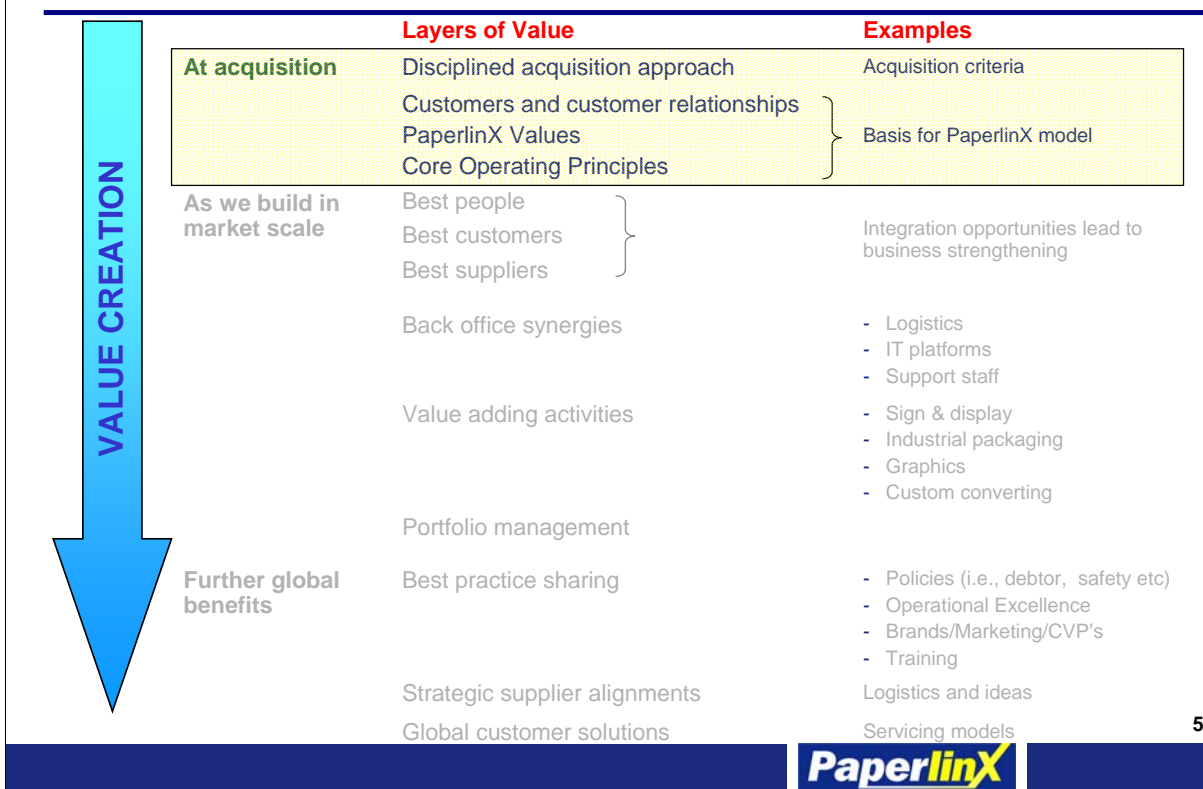 Layers of Value Examples
At acquisition Disciplined acquisition approach Acquisition criteria
Customers and customer relationships
PaperlinX Values Basis for PaperlinX model
Core Operating Principles
VALUE CREATION
As we build in Best people
market scale
Best customers Integration opportunities lead to
business strengthening
Best suppliers
Back office synergies - Logistics
- IT platforms
- Support staff
Value adding activities - Sign & display
- Industrial packaging
- Graphics
- Custom converting
Portfolio management
Further global Best practice sharing - Policies (i.e., debtor, safety etc)
benefits
- Operational Excellence
- Brands/Marketing/CVP's
- Training
Strategic supplier alignments Logistics and ideas
Global customer solutions Servicing models
5
PaperlinX